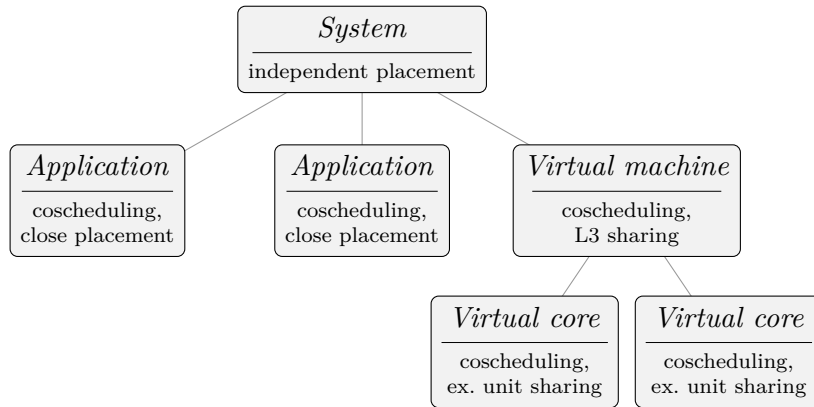 System
independent placement
Application
coscheduling,
close placement
Application
coscheduling,
close placement
Virtual machine
coscheduling,
L3 sharing
Virtual core
coscheduling,
ex. unit sharing
Virtual core
coscheduling,
ex. unit sharing